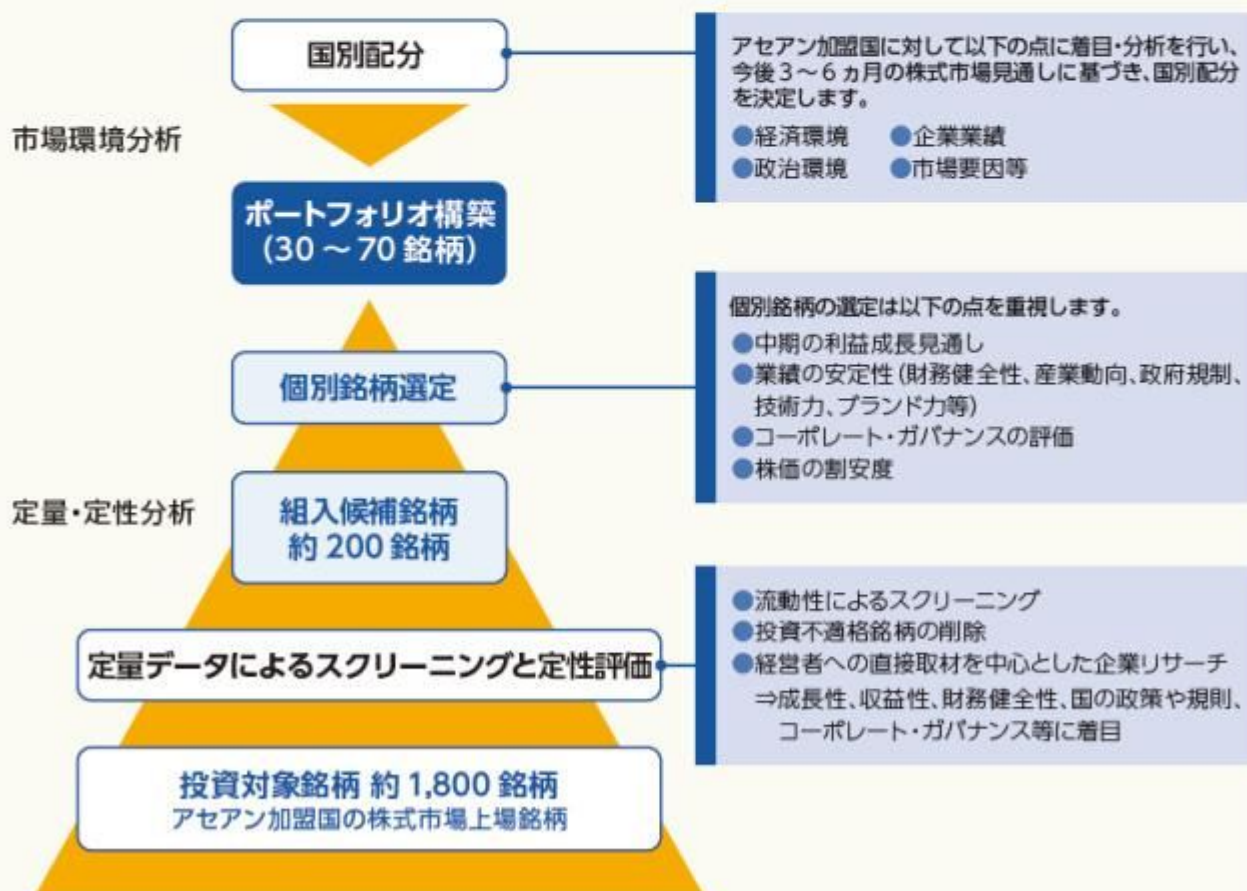 国別配分
アセアン加盟国に対して以下の点に着目・分析を行い、
今後3～6ヵ月の株式市場見通しに基づき、国別配分
を決定します。
●経済環境 ●企業業績
●政治環境 ●市場要因等
市場環境分析
ポートフォリオ構築
(30～70銘柄)
個別銘柄の選定は以下の点を重視します。
●中期の利益成長見通し
●業績の安定性(財務健全性、産業動向、政府規制、
技術力、ブランド力等)
●コーポレート・ガバナンスの評価
●株価の割安度
個別銘柄選定
定量・定性分析
組入候補銘柄
約200銘柄
●流動性によるスクリーニング
●投資不適格銘柄の削除
●経営者への直接取材を中心とした企業リサーチ
⇒成長性、収益性、財務健全性、国の政策や規則、
コーポレート・ガバナンス等に着目
定量データによるスクリーニングと定性評価
投資対象銘柄 約1,800銘柄
アセアン加盟国の株式市場上場銘柄